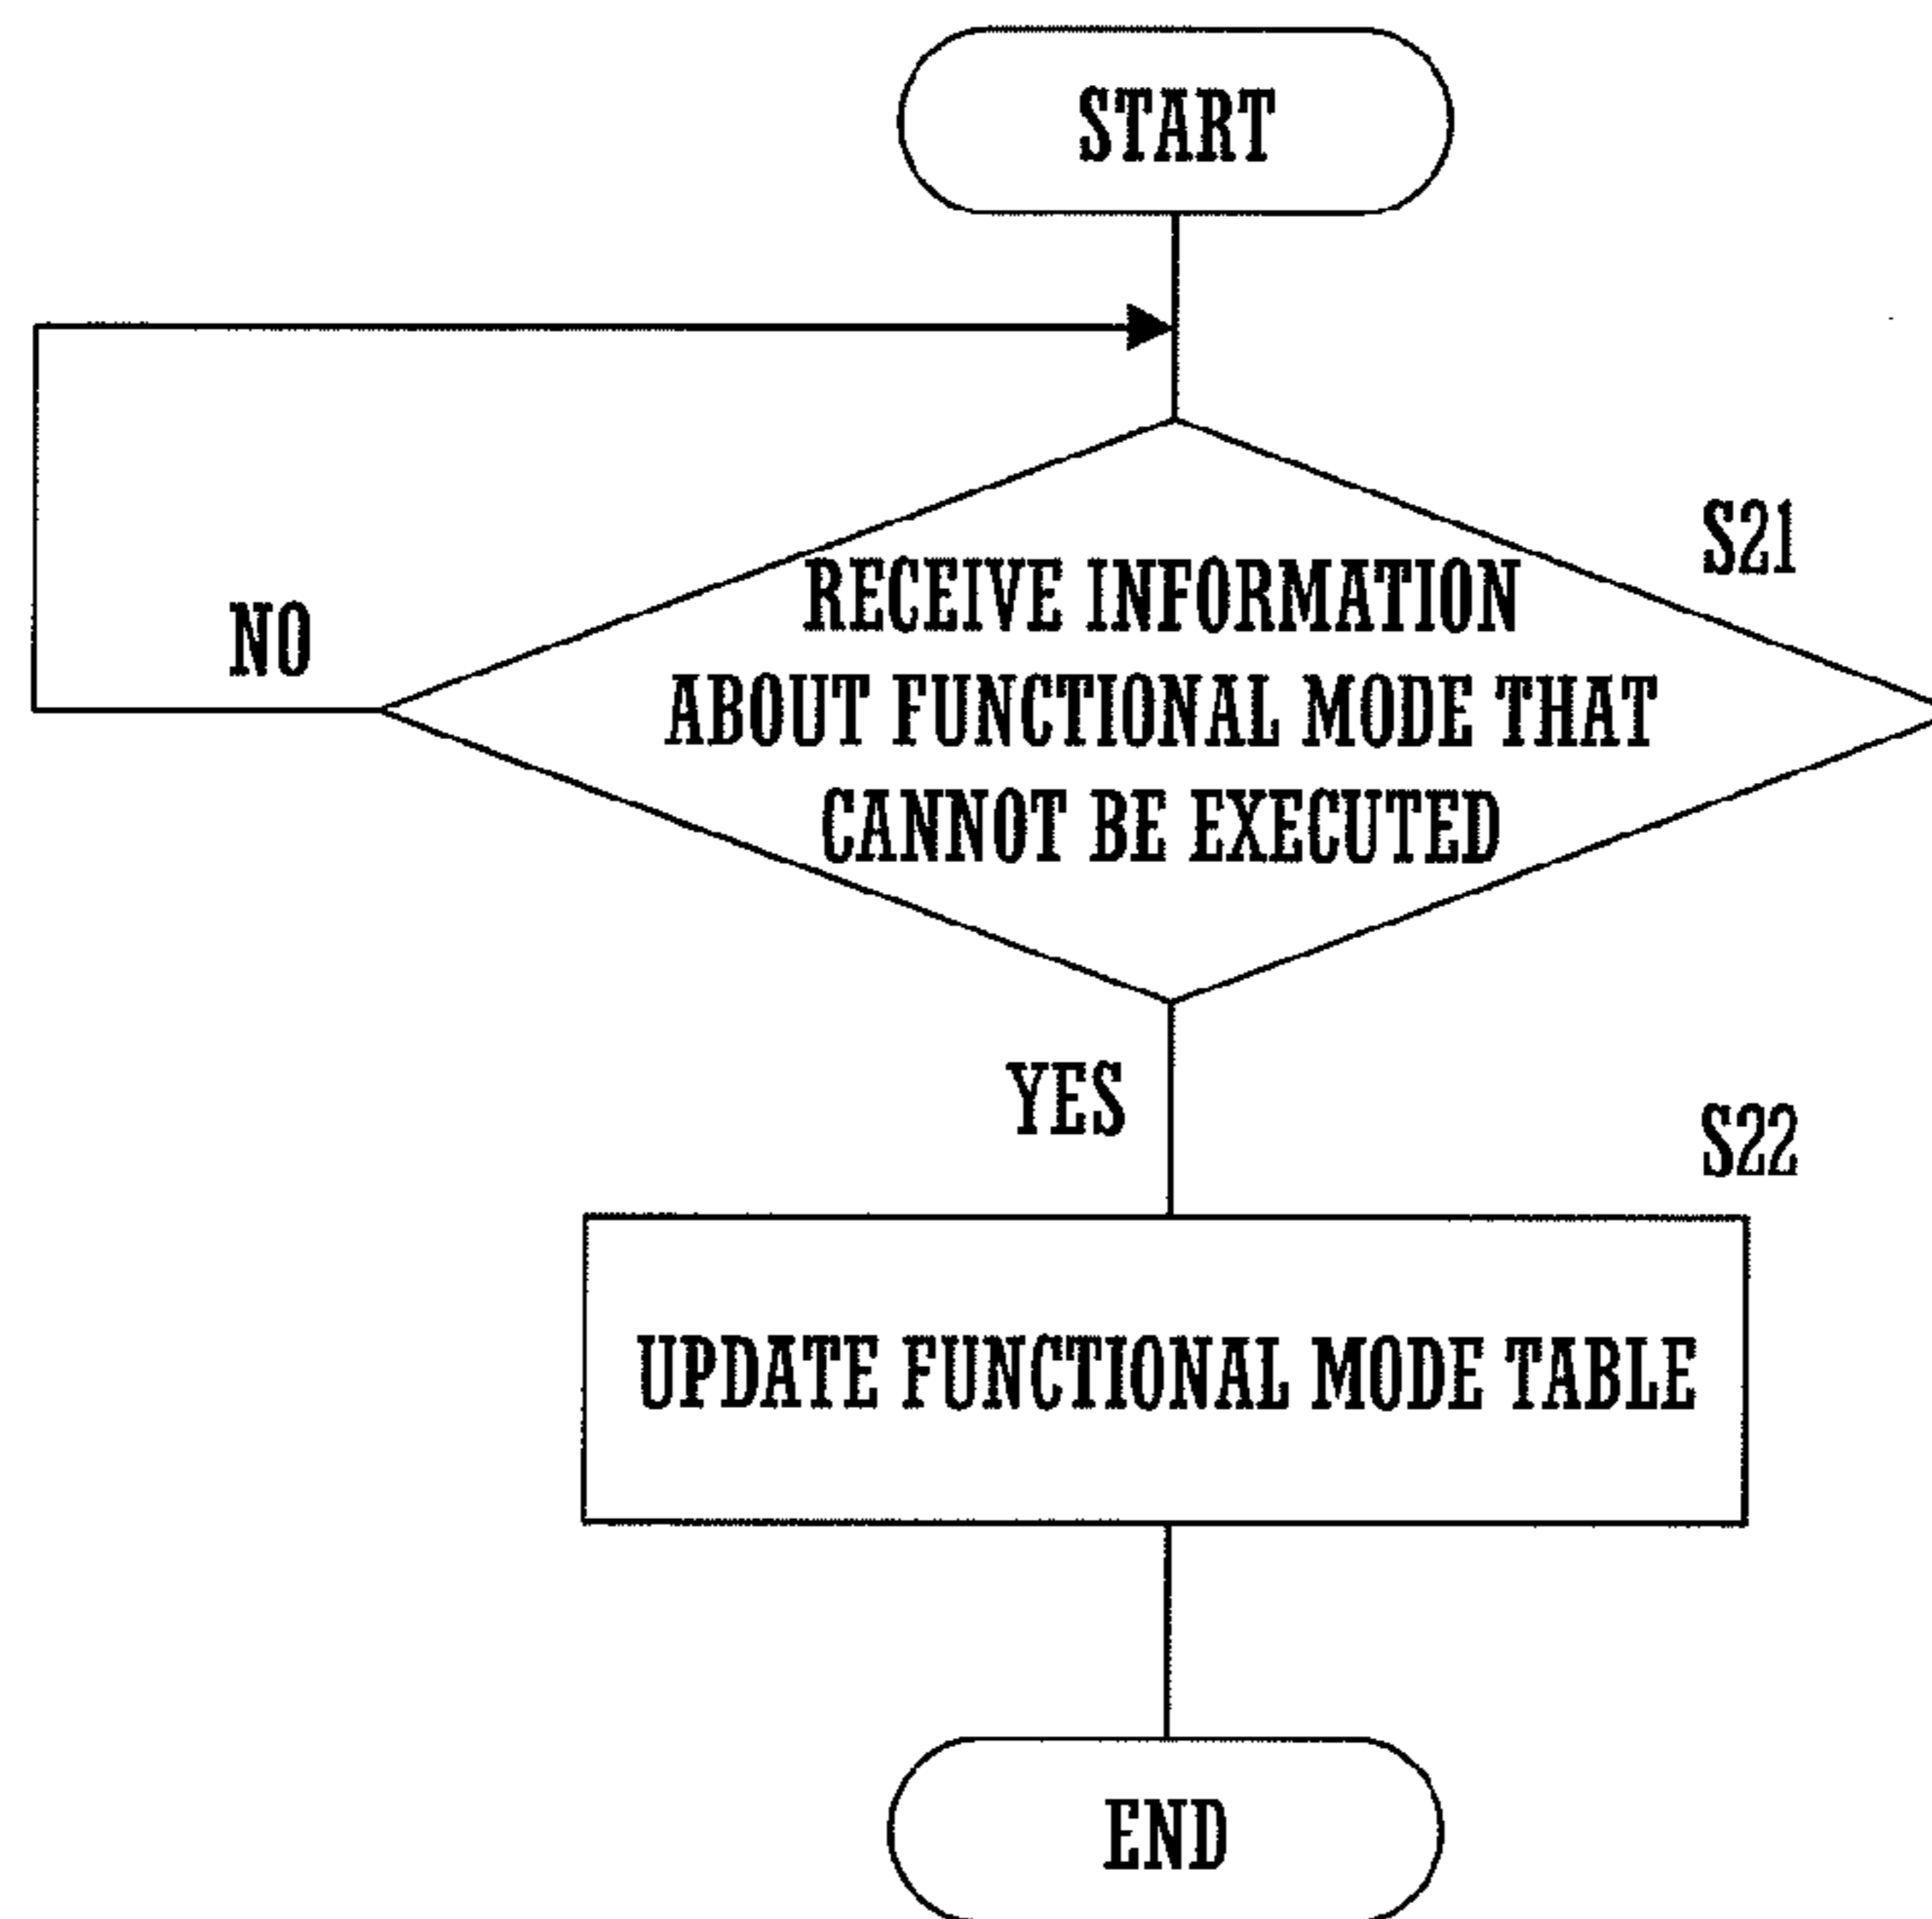 START
S21
RECEIVE INFORMATION
ABOUT FUNCTIONAL MODE THAT
CANNOT BE EXECUTED
NO
YES
S22
UPDATE FUNCTIONAL MODE TABLE
END